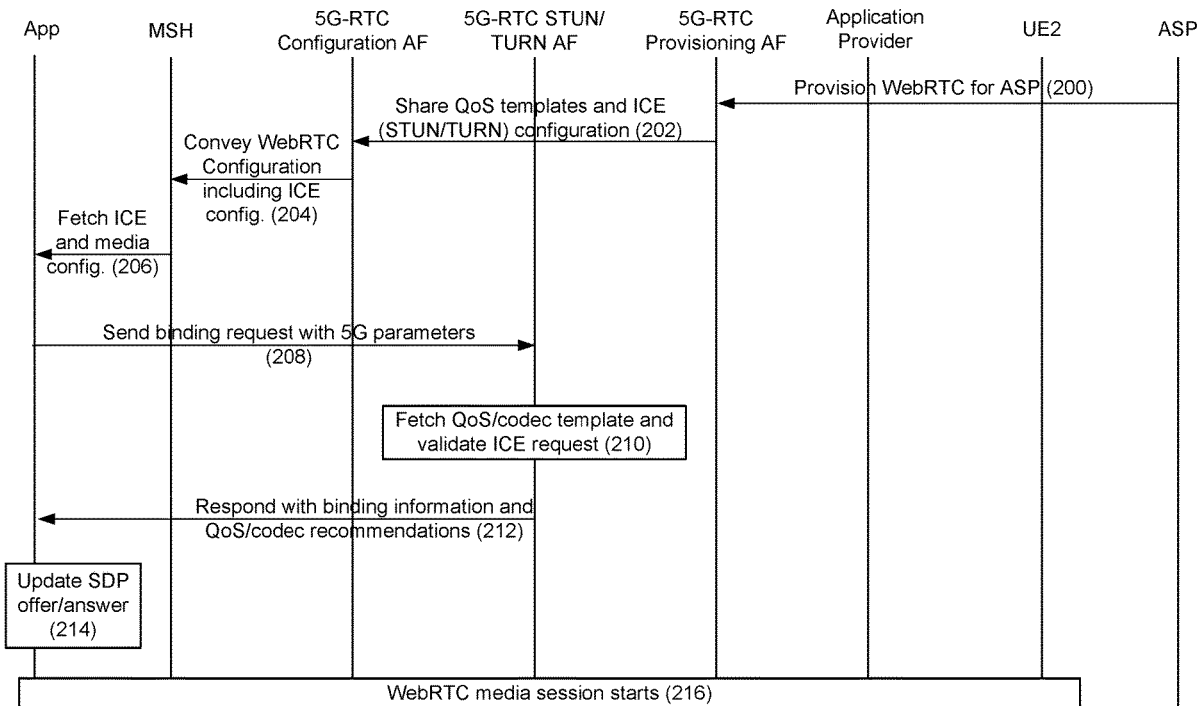 App
MSH
5G-RTC
Configuration AF
5G-RTC STUN/
TURN AF
5G-RTC
Provisioning AF
Application
Provider
UE2
ASP
Provision WebRTC for ASP (200)
Share QoS templates and ICE
(STUN/TURN) configuration (202)
Convey WebRTC
Configuration
including ICE
config. (204)
Fetch ICE
and media
config. (206)
Send binding request with 5G parameters
(208)
Fetch QoS/codec template and
validate ICE request (210)
Respond with binding information and
QoS/codec recommendations (212)
Update SDP
offer/answer
(214)
WebRTC media session starts (216)